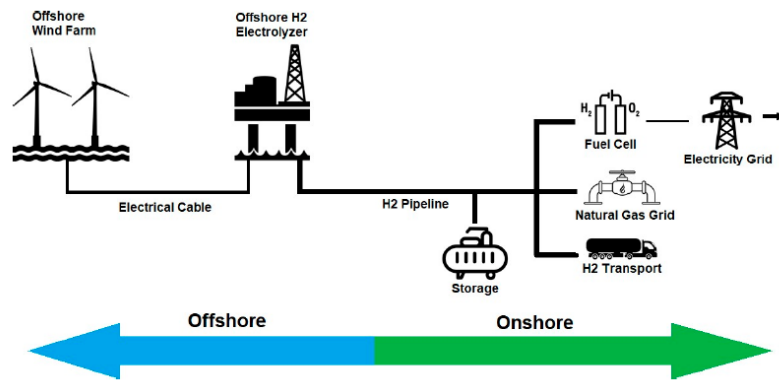 Offshore
Wind Farm
Offshore H2
Electrolyzer
H2
O2
Fuel Cell
Electricity Grid
Electrical Cable
H2 Pipeline
Natural Gas Grid
H2 Transport
Storage
Offshore
Onshore